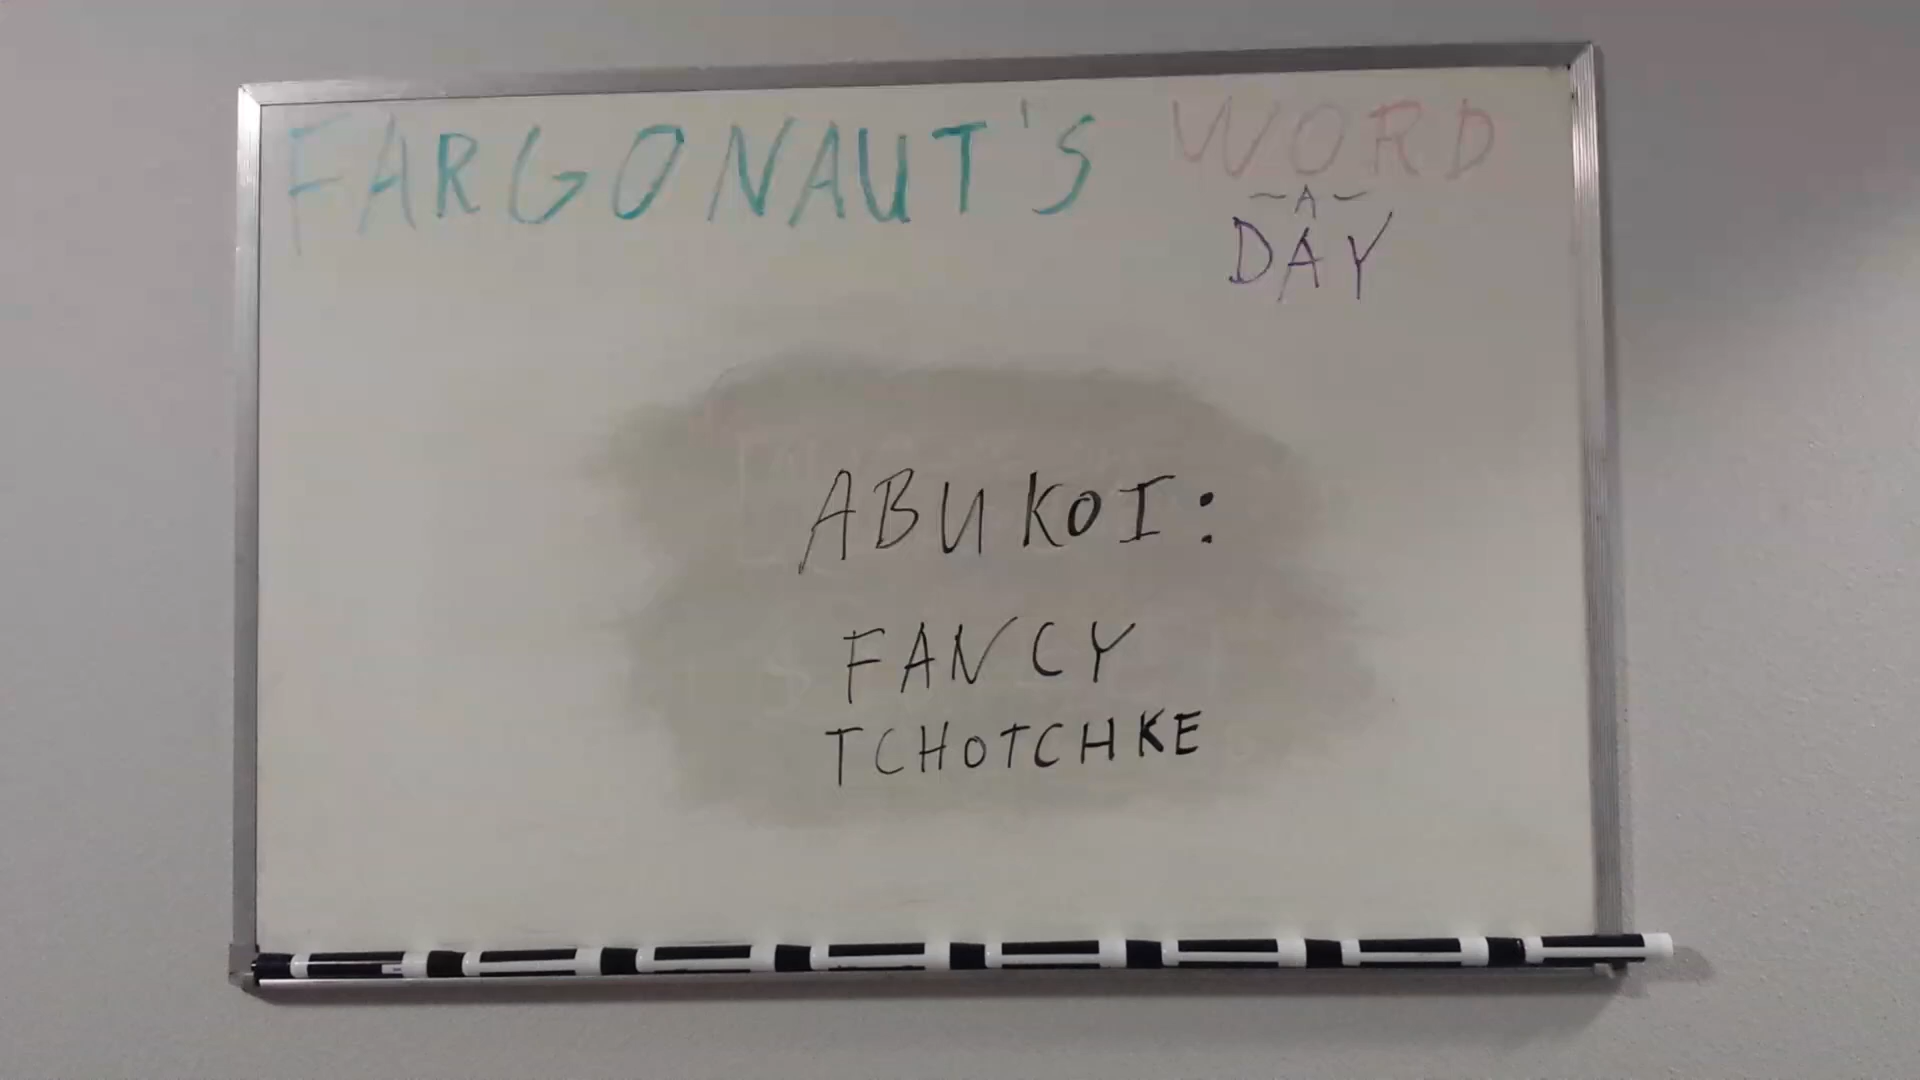 FARGONAUT'S WORD
-A-
DAY
ABUKOI:
FANCY
TCHOTCHKE